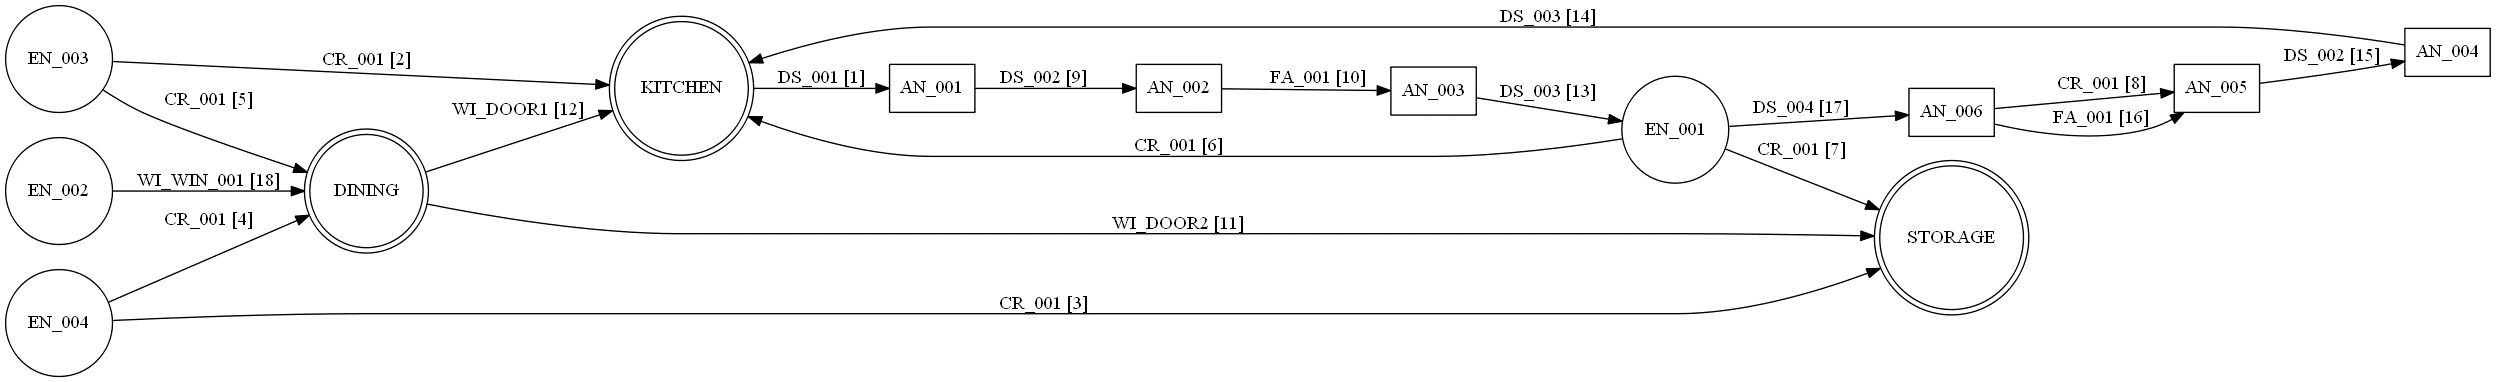 DS_003 [14]
EN_003
CR_001 [2]
KITCHEN
DS_001 [1]
AN_001
DS_002 [9]
AN_002
FA_001 [10]
AN_003
DS_003 [13]
EN_001
DS_004 [17]
AN_006
CR_001 [8]
FA_001 [16]
AN_005
DS_002 [15]
AN_004
CR_001 [5]
WI_DOOR1 [12]
CR_001 [6]
CR_001 [7]
EN_002
WI_WIN_001 [18]
DINING
CR_001 [4]
WI_DOOR2 [11]
STORAGE
EN_004
CR_001 [3]